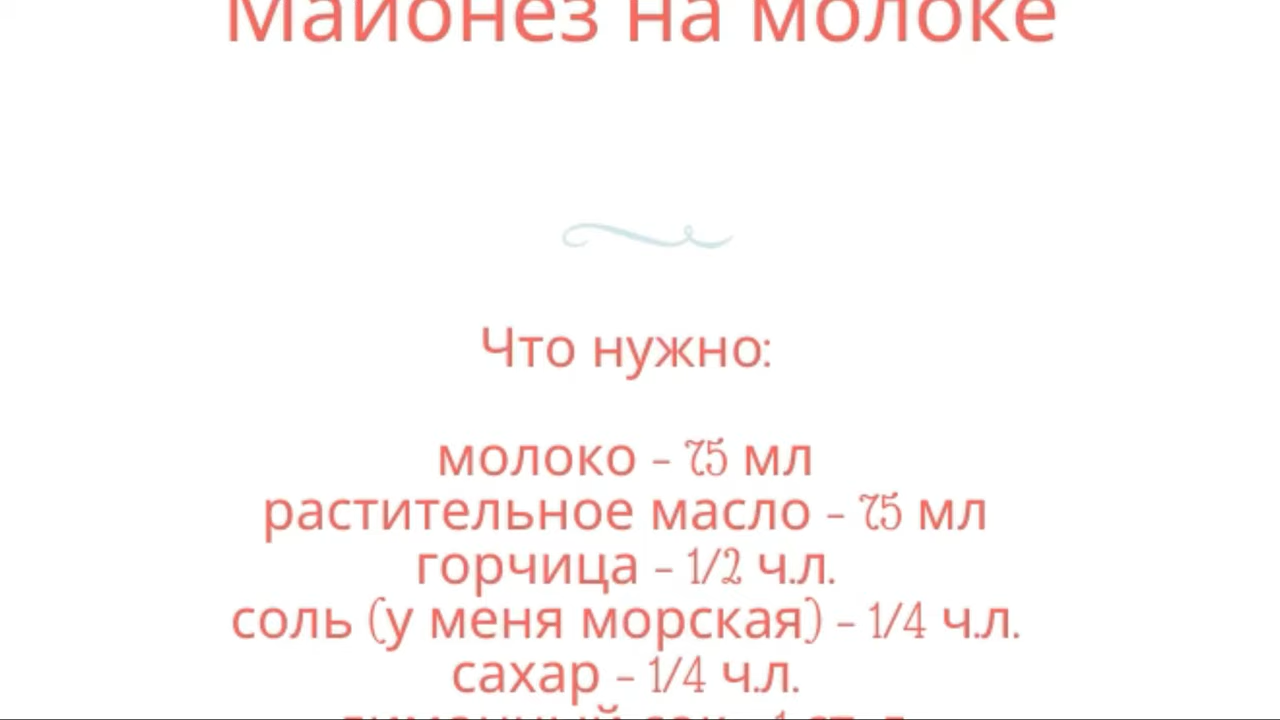 Майонез на молоке
Что нужно:
молоко - 75 мл
растительное масло - 75 мл
горчица - 1/2 ч.л.
соль (у меня морская) - 1/4 ч.л.
сахар - 1/4 ч.л.